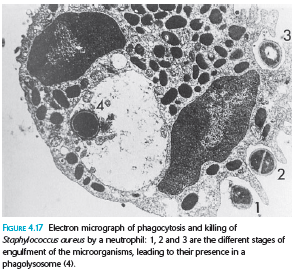 3
4
2
1
FIGURE 4.17 Electron micrograph of phagocytosis and killing of
Staphylococcus aureus by a neutrophil: 1, 2 and 3 are the different stages of
engulfment of the microorganisms, leading to their presence in a
phagolysosome (4).